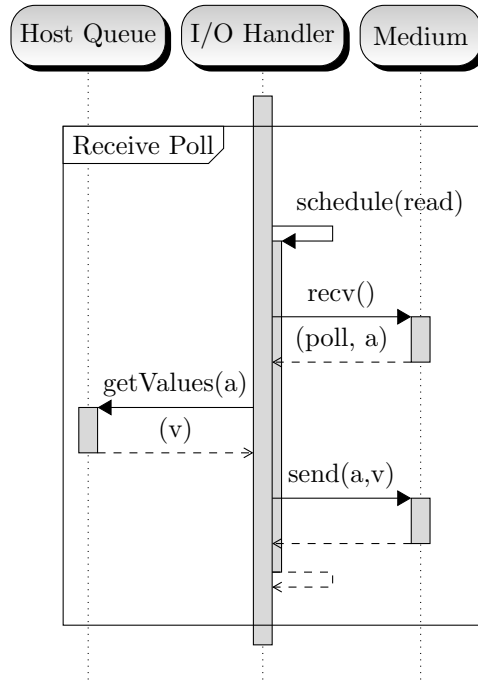 Host Queue
I/O Handler
Medium
Receive Poll
schedule(read)
recv()
(poll, a)
getValues(a)
(v)
send(a,v)